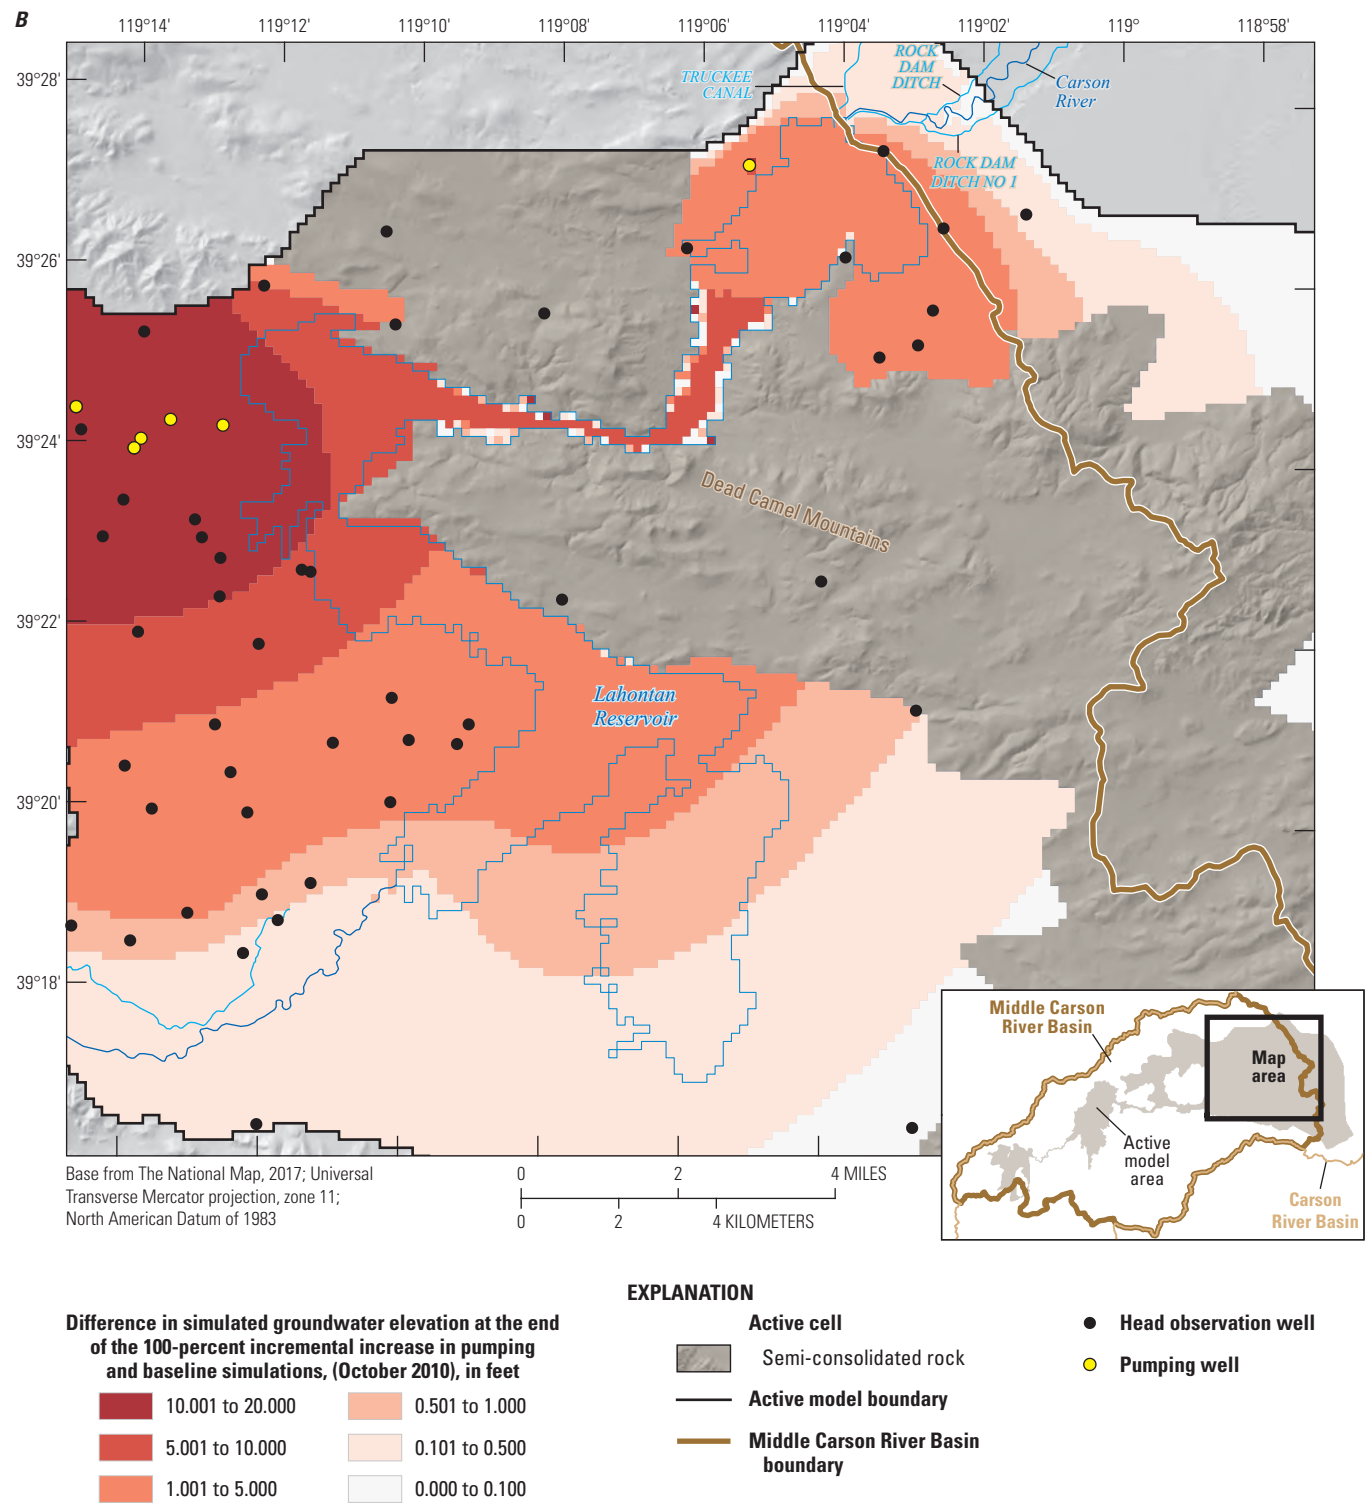 B
119°14' 119°12' 119°10' 119°08' 119°06' 119°04' 119°02' 119° 118°58'
39°28'
39°26'
39°24'
39°22'
39°20'
39°18'
TRUCKEE
CANAL
ROCK
DAM
DITCH
Carson
River
ROCK DAM
DITCH NO 1
Dead Camel Mountains
Lahontan
Reservoir
Middle Carson
River Basin
Map
area
Active
model
area
Carson
River Basin
Base from The National Map, 2017; Universal
Transverse Mercator projection, zone 11;
North American Datum of 1983
0 2 4 MILES
0 2 4 KILOMETERS
EXPLANATION
Difference in simulated groundwater elevation at the end
of the 100-percent incremental increase in pumping
and baseline simulations, (October 2010), in feet
10.001 to 20.000
5.001 to 10.000
1.001 to 5.000
0.501 to 1.000
0.101 to 0.500
0.000 to 0.100
Active cell
Semi-consolidated rock
Active model boundary
Middle Carson River Basin
boundary
Head observation well
Pumping well